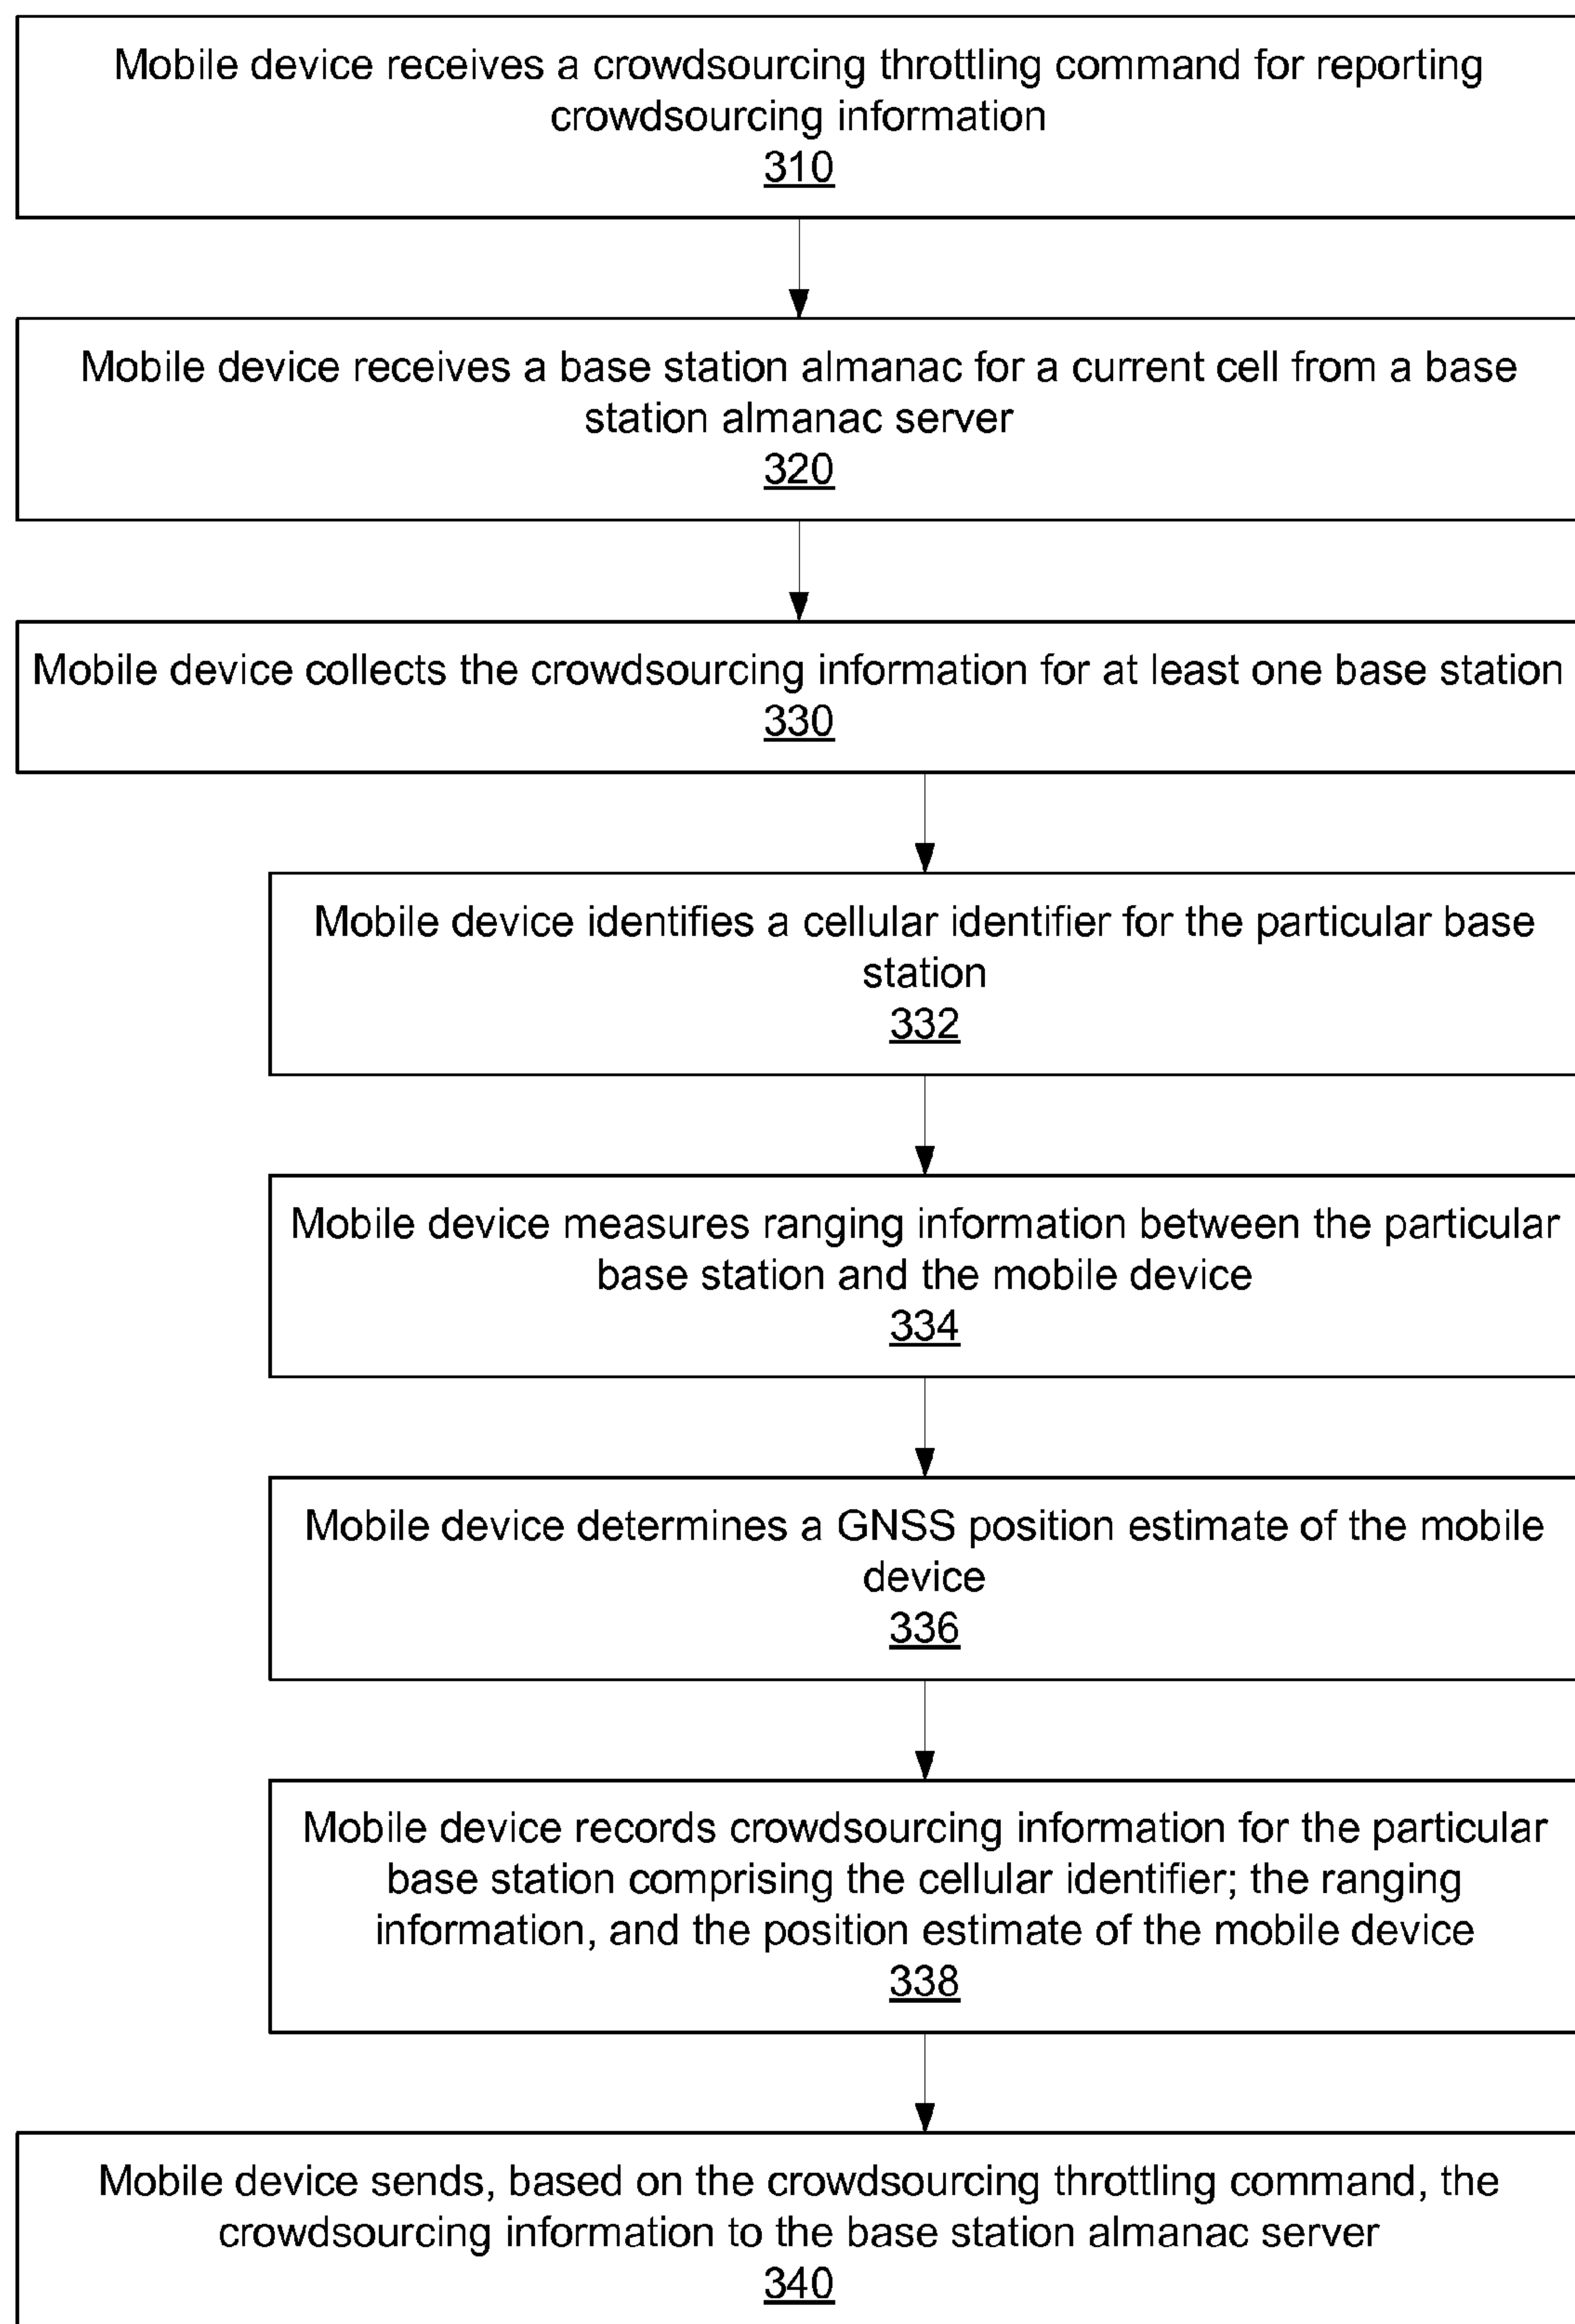 Mobile device receives a crowdsourcing throttling command for reporting
crowdsourcing information
310
Mobile device receives a base station almanac for a current cell from a base
station almanac server
320
Mobile device collects the crowdsourcing information for at least one base station
330
Mobile device identifies a cellular identifier for the particular base
station
332
Mobile device measures ranging information between the particular
base station and the mobile device
334
Mobile device determines a GNSS position estimate of the mobile
device
336
Mobile device records crowdsourcing information for the particular
base station comprising the cellular identifier; the ranging
information, and the position estimate of the mobile device
338
Mobile device sends, based on the crowdsourcing throttling command, the
crowdsourcing information to the base station almanac server
340